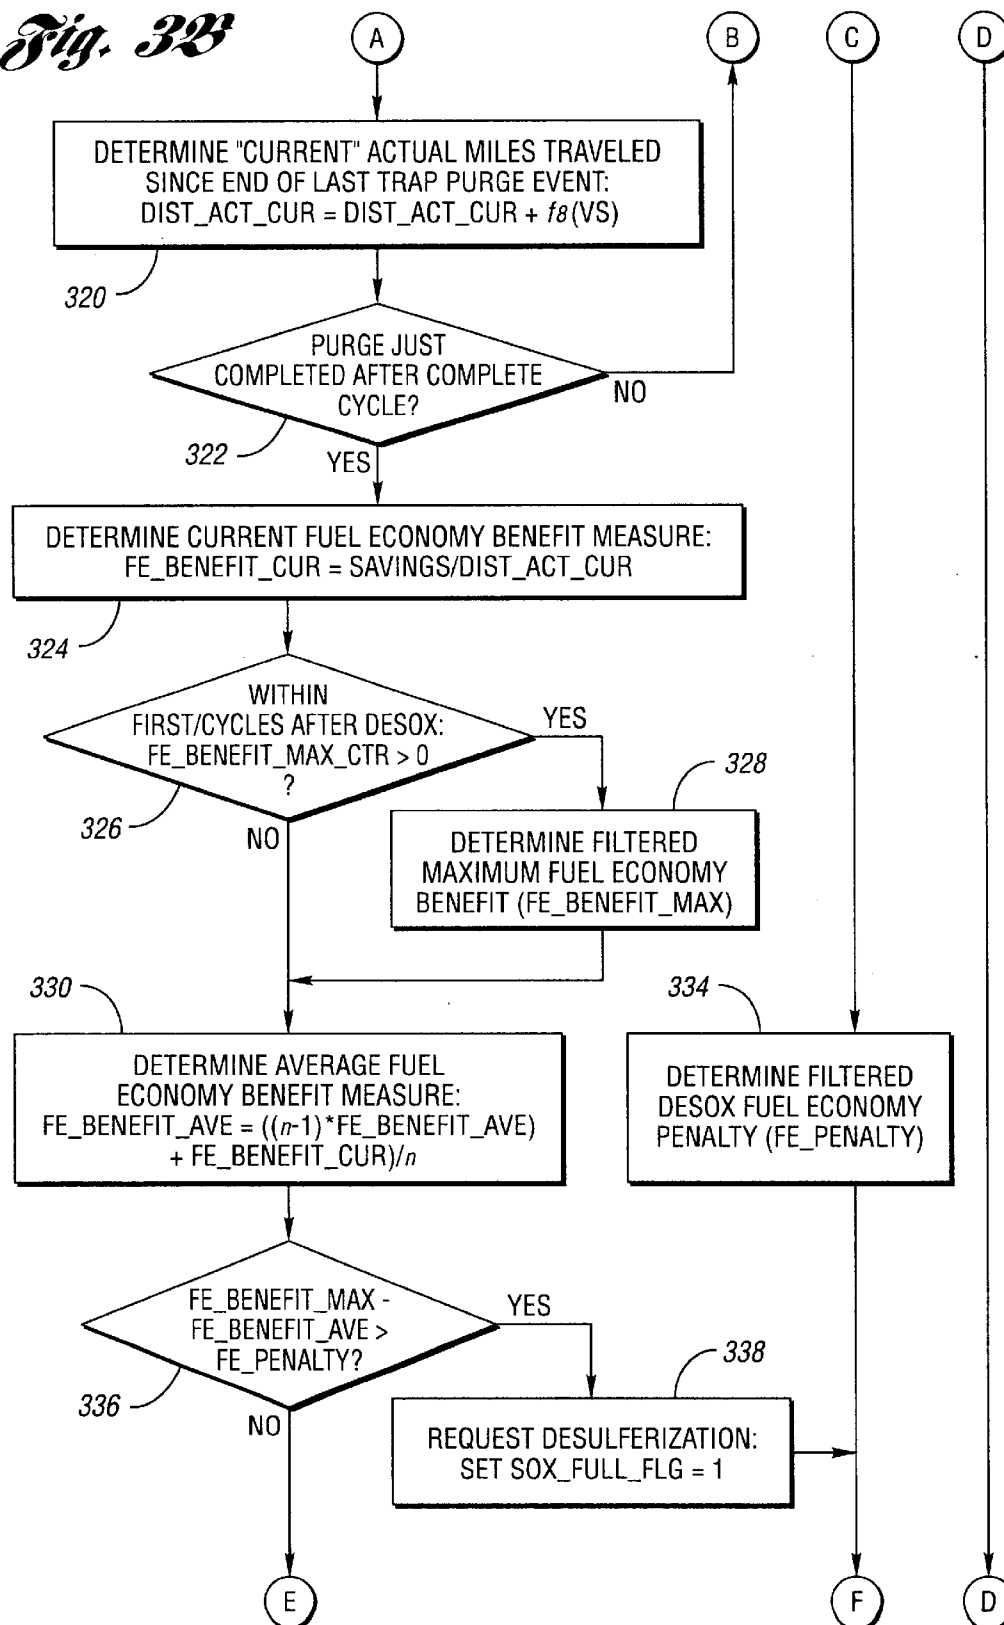 Fig. 3B
A
B
C
D
DETERMINE "CURRENT" ACTUAL MILES TRAVELED
SINCE END OF LAST TRAP PURGE EVENT:
DIST_ACT_CUR = DIST_ACT_CUR + f8(VS)
320
PURGE JUST
COMPLETED AFTER COMPLETE
CYCLE?
NO
322
YES
DETERMINE CURRENT FUEL ECONOMY BENEFIT MEASURE:
FE_BENEFIT_CUR = SAVINGS/DIST_ACT_CUR
324
WITHIN
FIRST/CYCLES AFTER DESOX:
FE_BENEFIT_MAX_CTR > 0
?
YES
326
NO
328
DETERMINE FILTERED
MAXIMUM FUEL ECONOMY
BENEFIT (FE_BENEFIT_MAX)
330
DETERMINE AVERAGE FUEL
ECONOMY BENEFIT MEASURE:
FE_BENEFIT_AVE = ((n-1)*FE_BENEFIT_AVE)
+ FE_BENEFIT_CUR)/n
334
DETERMINE FILTERED
DESOX FUEL ECONOMY
PENALTY (FE_PENALTY)
FE_BENEFIT_MAX -
FE_BENEFIT_AVE >
FE_PENALTY?
YES
336
NO
338
REQUEST DESULFERIZATION:
SET SOX_FULL_FLG = 1
E
F
D